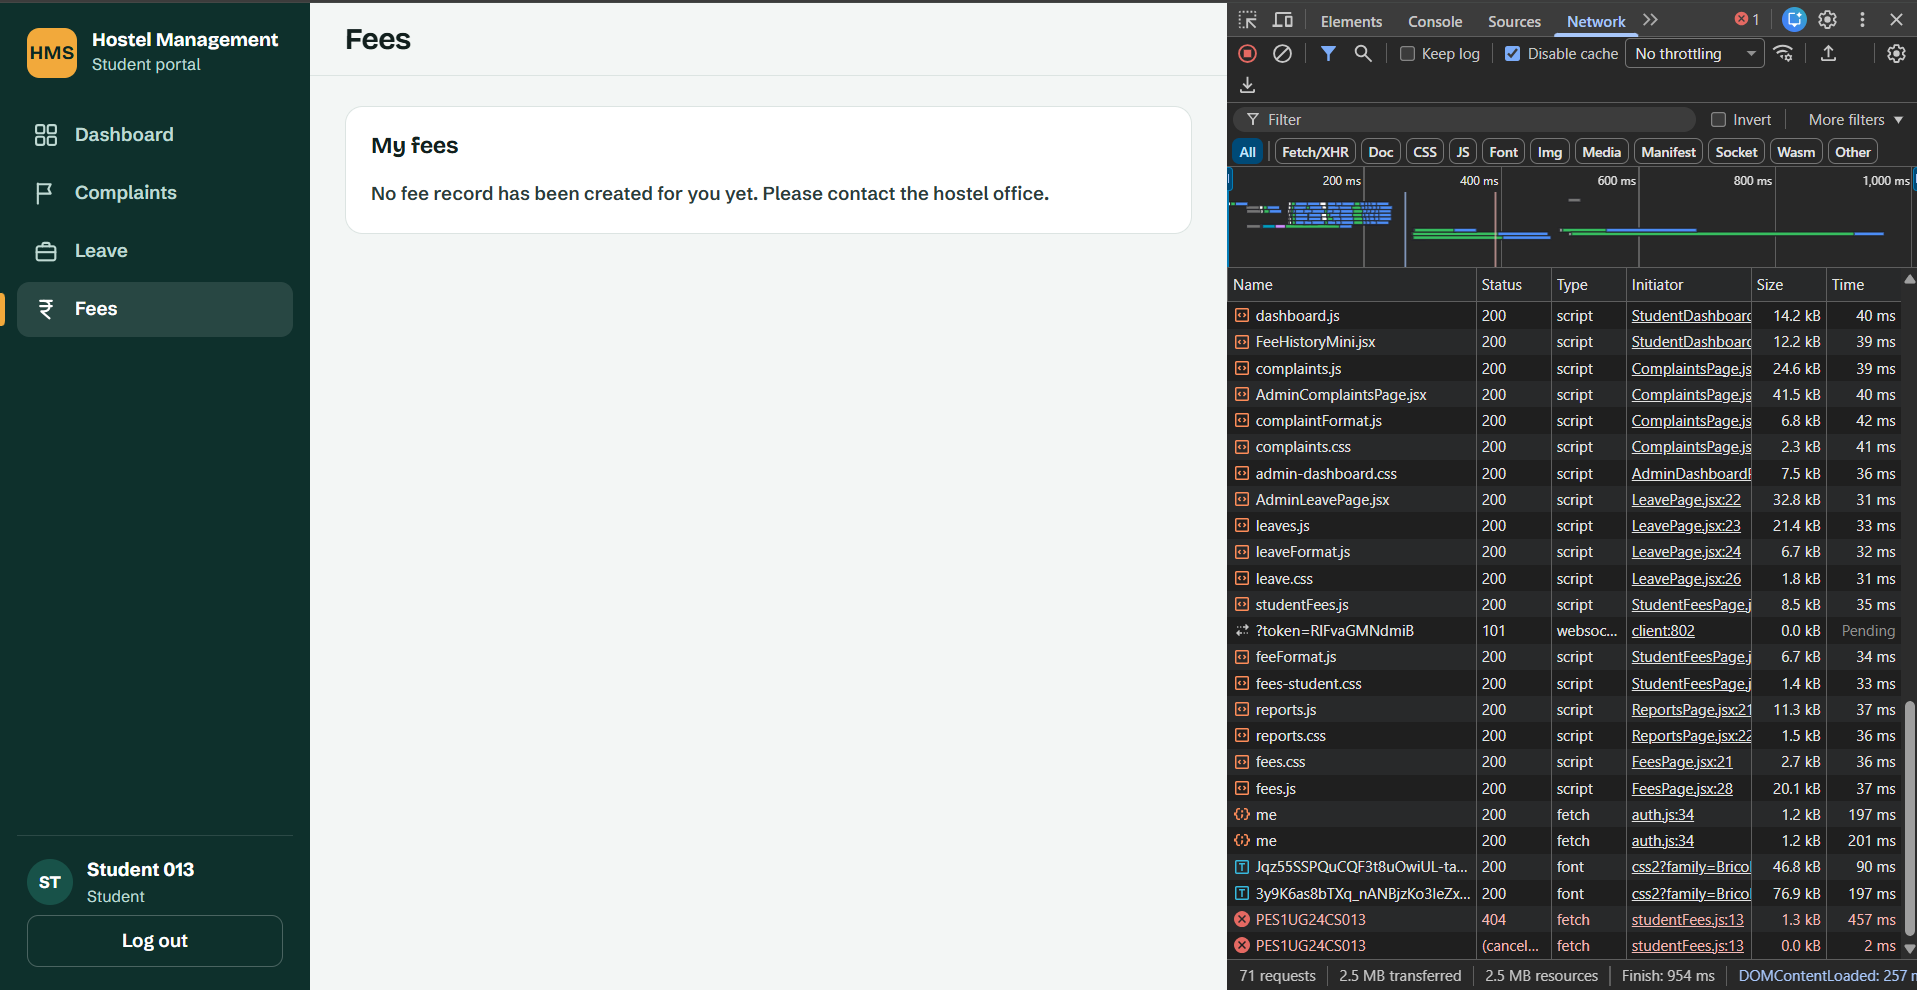 HMS
Hostel Management
Student portal
Dashboard
Complaints
Leave
Fees
ST
Student 013
Student
Log out
Fees
My fees
No fee record has been created for you yet. Please contact the hostel office.
Elements Console Sources Network 1
Keep log Disable cache No throttling
Filter Invert More filters
All Fetch/XHR Doc CSS JS Font Img Media Manifest Socket Wasm Other
200 ms 400 ms 600 ms 800 ms 1,000 ms
Name Status Type Initiator Size Time
dashboard.js 200 script StudentDashboard 14.2 kB 40 ms
FeeHistoryMini.jsx 200 script StudentDashboard 12.2 kB 39 ms
complaints.js 200 script ComplaintsPage.js 24.6 kB 39 ms
AdminComplaintsPage.jsx 200 script ComplaintsPage.js 41.5 kB 40 ms
complaintFormat.js 200 script ComplaintsPage.js 6.8 kB 42 ms
complaints.css 200 script ComplaintsPage.js 2.3 kB 41 ms
admin-dashboard.css 200 script AdminDashboard 7.5 kB 36 ms
AdminLeavePage.jsx 200 script LeavePage.jsx:22 32.8 kB 31 ms
leaves.js 200 script LeavePage.jsx:23 21.4 kB 33 ms
leaveFormat.js 200 script LeavePage.jsx:24 6.7 kB 32 ms
leave.css 200 script LeavePage.jsx:26 1.8 kB 31 ms
studentFees.js 200 script StudentFeesPage.j 8.5 kB 35 ms
?token=RIFvaGMNdmiB 101 websoc... client:802 0.0 kB Pending
feeFormat.js 200 script StudentFeesPage.j 6.7 kB 34 ms
fees-student.css 200 script StudentFeesPage.j 1.4 kB 33 ms
reports.js 200 script ReportsPage.jsx:21 11.3 kB 37 ms
reports.css 200 script ReportsPage.jsx:22 1.5 kB 36 ms
fees.css 200 script FeesPage.jsx:21 2.7 kB 36 ms
fees.js 200 script FeesPage.jsx:28 20.1 kB 37 ms
me 200 fetch auth.js:34 1.2 kB 197 ms
me 200 fetch auth.js:34 1.2 kB 201 ms
Jqz55SSPQuCQF3t8uOwiUL-ta... 200 font css2?family=Brico 46.8 kB 90 ms
3y9K6as8bTXq_nANBjzKo3IeZx... 200 font css2?family=Brico 76.9 kB 197 ms
PES1UG24CS013 404 fetch studentFees.js:13 1.3 kB 457 ms
PES1UG24CS013 (cancel... fetch studentFees.js:13 0.0 kB 2 ms
71 requests 2.5 MB transferred 2.5 MB resources Finish: 954 ms DOMContentLoaded: 257 m